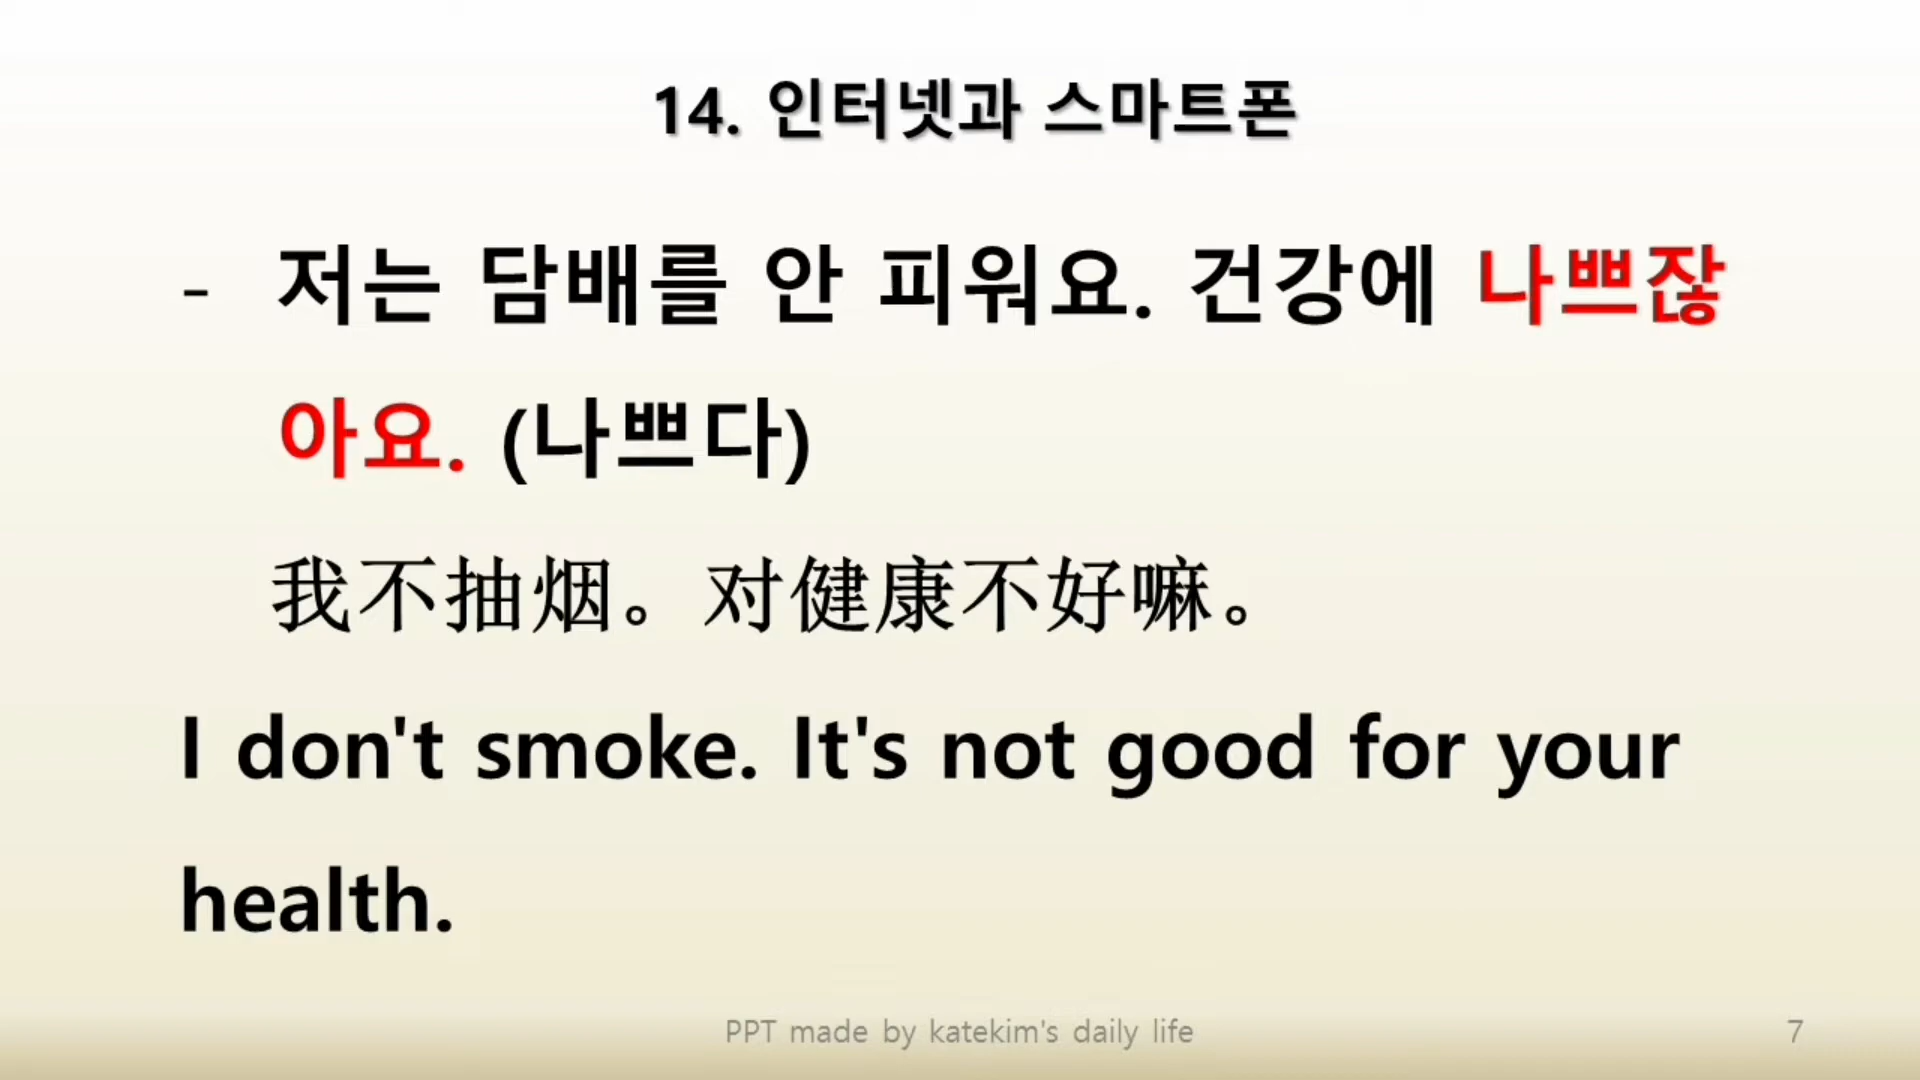 14. 인터넷과 스마트폰
- 저는 담배를 안 피워요. 건강에 나쁘잖
아요. (나쁘다)
我不抽烟。对健康不好嘛。
I don't smoke. It's not good for your
health.
PPT made by katekim's daily life
7